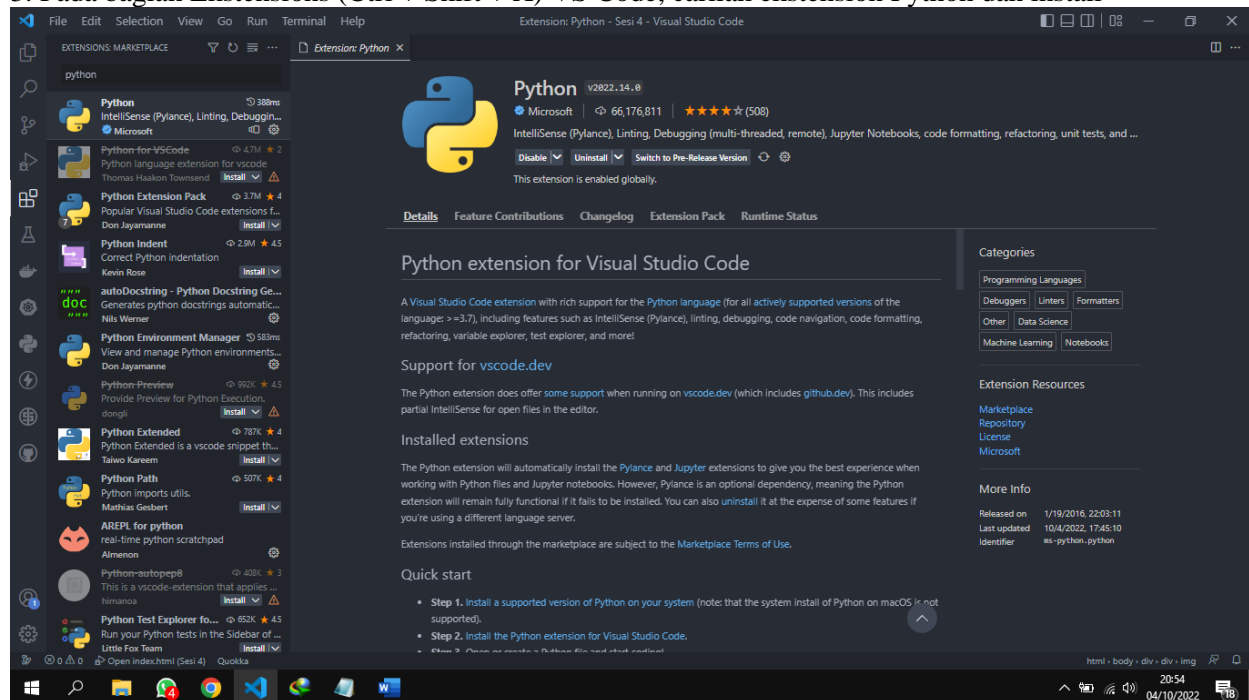 File Edit Selection View Go Run Terminal Help
Extension: Python - Sesi 4 - Visual Studio Code
EXTENSIONS: MARKETPLACE
Extension: Python
python
Python 388ms
IntelliSense (Pylance), Linting, Debuggin...
Microsoft
Python for VSCode 4.7M 2
Python language extension for vscode
Thomas Haakon Townsend Install
Python Extension Pack 3.7M 4
Popular Visual Studio Code extensions f...
7
Don Jayamanne Install
Python Indent 2.9M 4.5
Correct Python indentation
Kevin Rose Install
autoDocstring - Python Docstring Ge...
Generates python docstrings automatic...
Nils Werner
"""
doc
"""
Python Environment Manager 583ms
View and manage Python environments...
Don Jayamanne
Python Preview 992K 4.5
Provide Preview for Python Execution.
dongli Install
Python Extended 787K 4
Python Extended is a vscode snippet th...
Taiwo Kareem Install
Python Path 507K 4
Python imports utils.
Mathias Gesbert Install
AREPL for python
real-time python scratchpad
Almenon
Python-autopep8 408K 3
This is a vscode-extension that applies ...
himanoa Install
Python Test Explorer fo... 652K 4.5
Run your Python tests in the Sidebar of ...
Little Fox Team Install
Python v2022.14.0
Microsoft | 66,176,811 | ★★★★☆ (508)
IntelliSense (Pylance), Linting, Debugging (multi-threaded, remote), Jupyter Notebooks, code formatting, refactoring, unit tests, and ...
Disable Uninstall Switch to Pre-Release Version
This extension is enabled globally.
Details Feature Contributions Changelog Extension Pack Runtime Status
Python extension for Visual Studio Code
A Visual Studio Code extension with rich support for the Python language (for all actively supported versions of the
language: >=3.7), including features such as IntelliSense (Pylance), linting, debugging, code navigation, code formatting,
refactoring, variable explorer, test explorer, and more!
Support for vscode.dev
The Python extension does offer some support when running on vscode.dev (which includes github.dev). This includes
partial IntelliSense for open files in the editor.
Installed extensions
The Python extension will automatically install the Pylance and Jupyter extensions to give you the best experience when
working with Python files and Jupyter notebooks. However, Pylance is an optional dependency, meaning the Python
extension will remain fully functional if it fails to be installed. You can also uninstall it at the expense of some features if
you're using a different language server.
Extensions installed through the marketplace are subject to the Marketplace Terms of Use.
Quick start
• Step 1. Install a supported version of Python on your system (note: that the system install of Python on macOS is not
supported).
• Step 2. Install the Python extension for Visual Studio Code.
Categories
Programming Languages
Debuggers Linters Formatters
Other Data Science
Machine Learning Notebooks
Extension Resources
Marketplace
Repository
License
Microsoft
More Info
Released on 1/19/2016, 22:03:11
Last updated 10/4/2022, 17:45:10
Identifier ms-python.python
1
0 0 Open index.html (Sesi 4) Quokka
html › body › div › div › img
4
20:54
04/10/2022
18